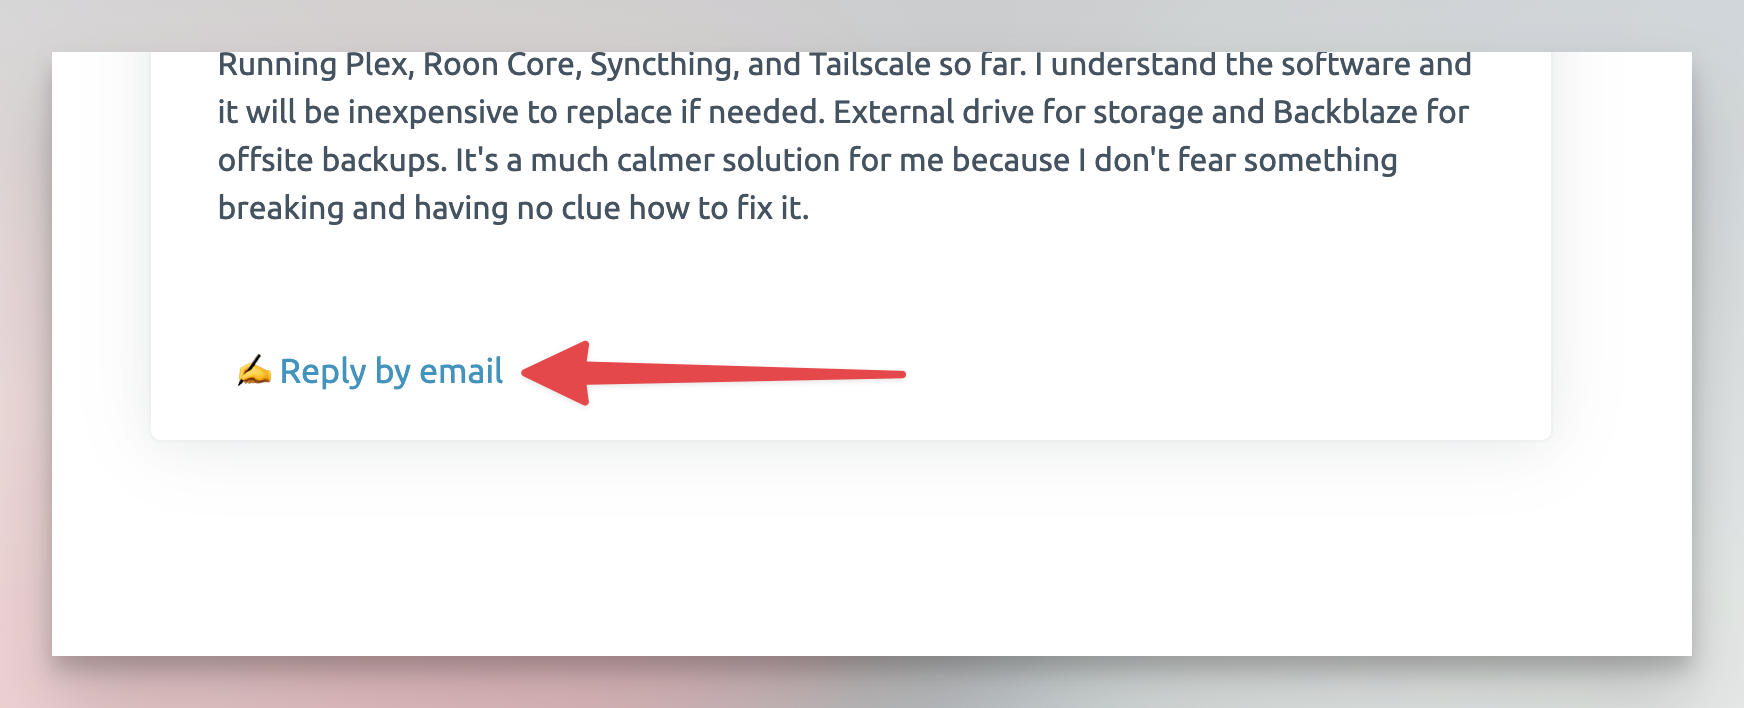 Running Plex, Roon Core, Syncthing, and Tailscale so far. I understand the software and
it will be inexpensive to replace if needed. External drive for storage and Backblaze for
offsite backups. It's a much calmer solution for me because I don't fear something
breaking and having no clue how to fix it.
✍️ Reply by email